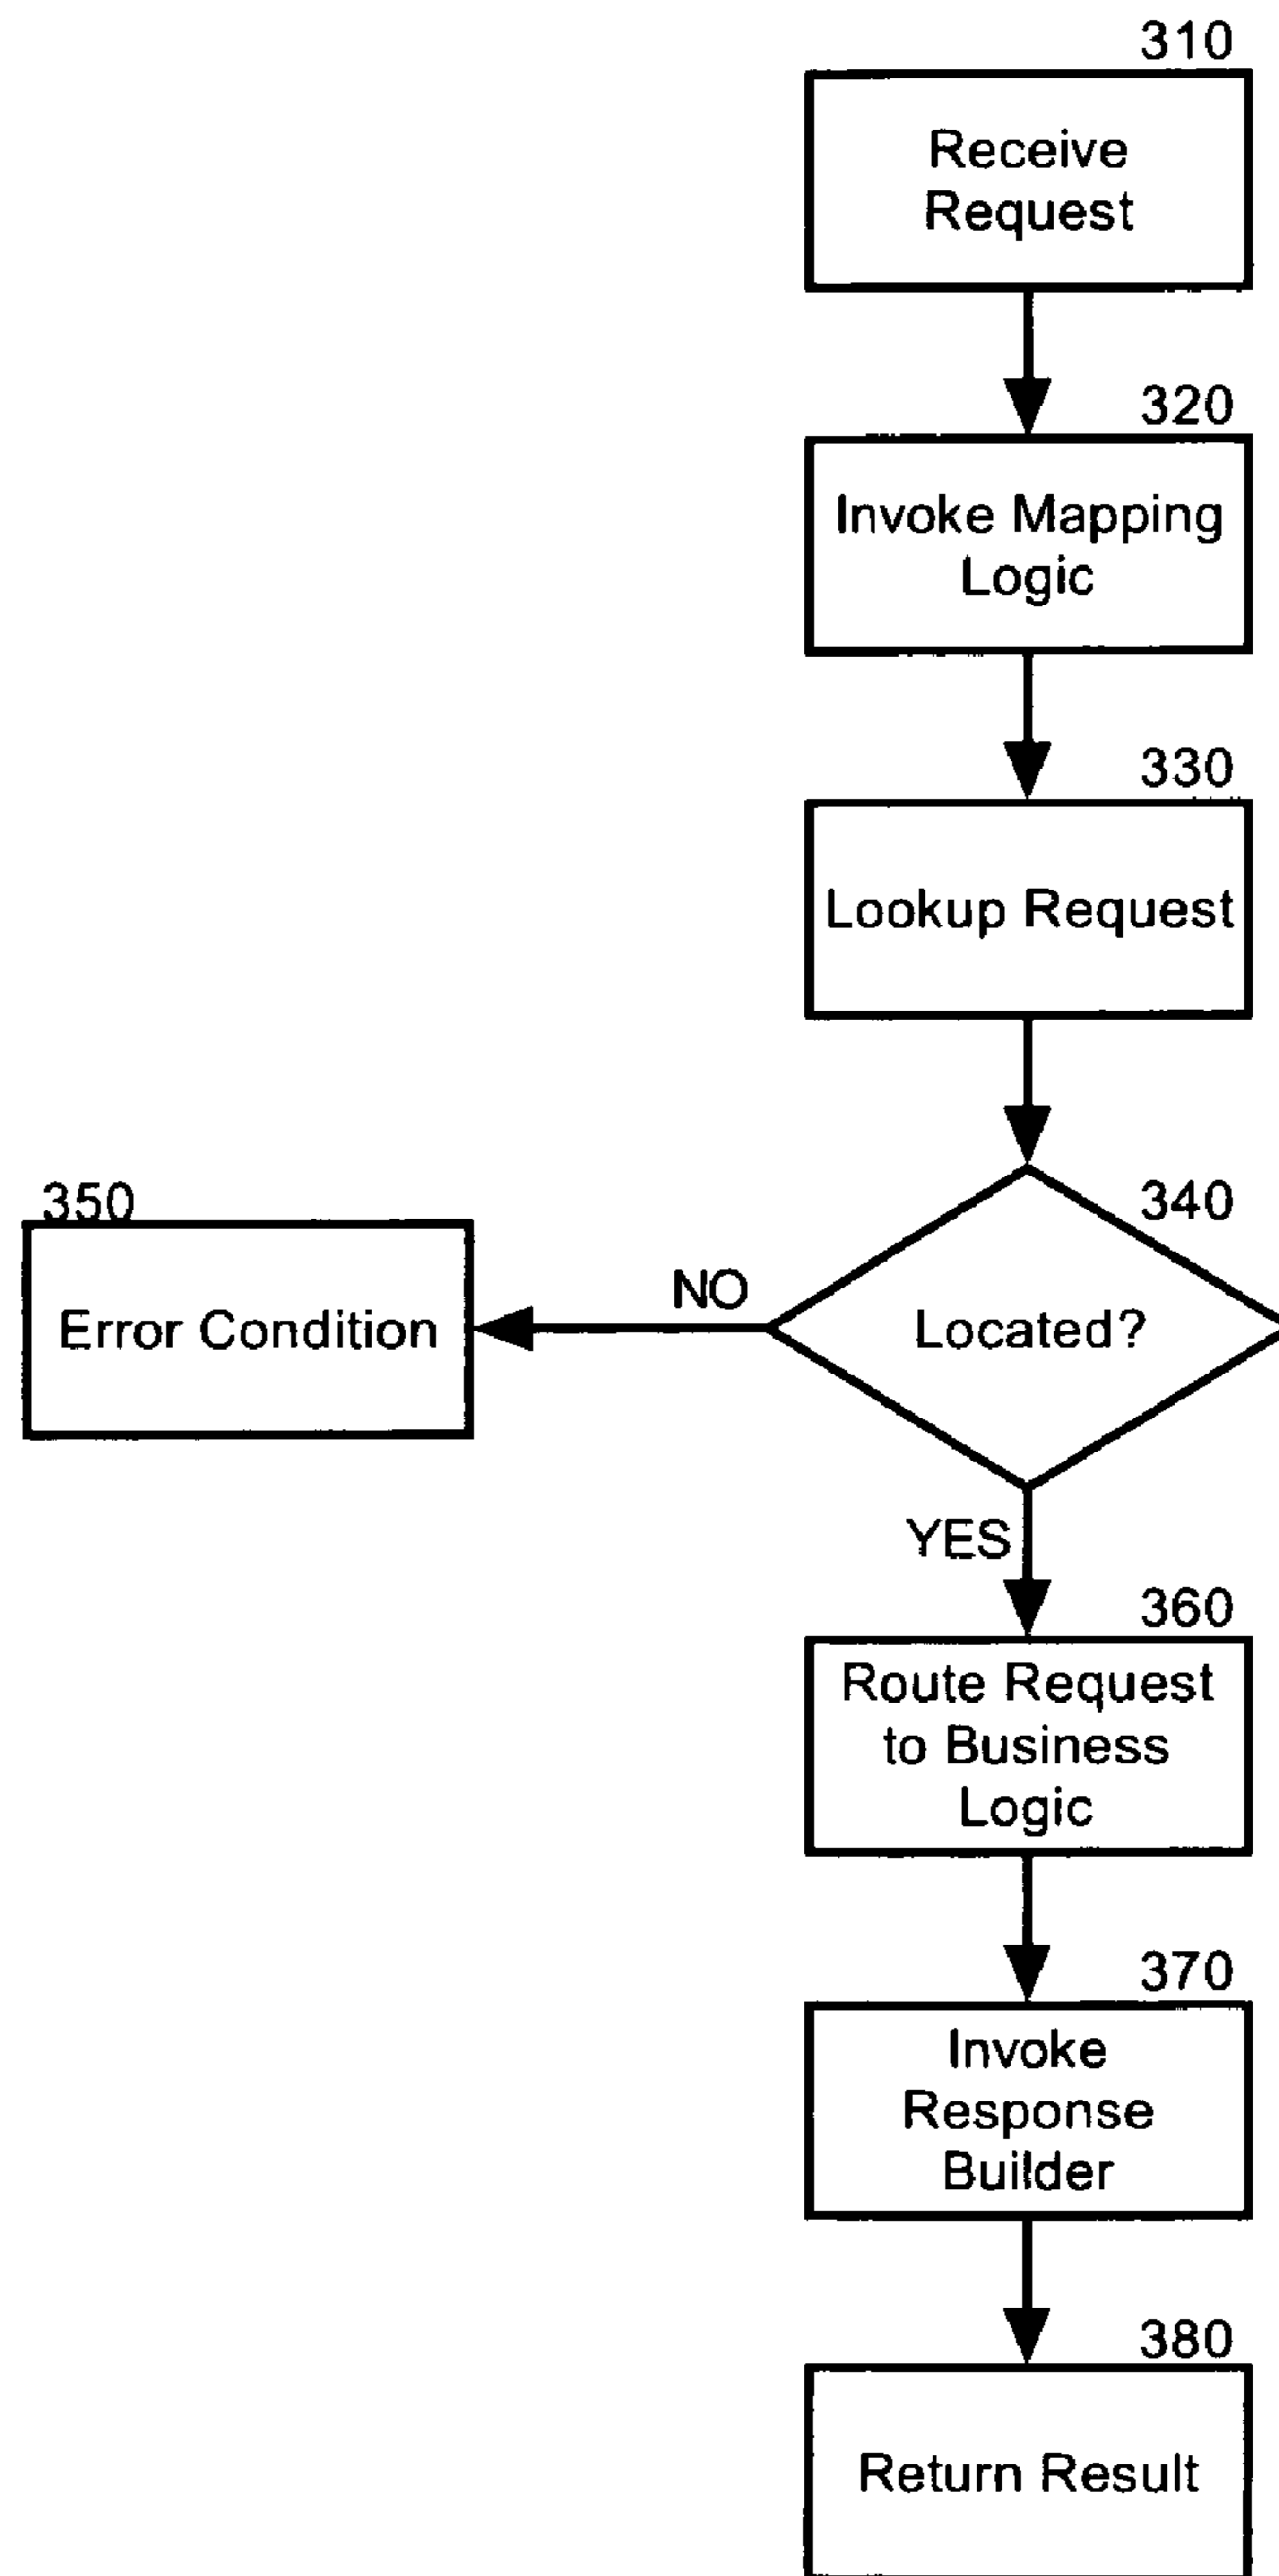 310
Receive
Request
320
Invoke Mapping
Logic
330
Lookup Request
340
Located?
NO
350
Error Condition
YES
360
Route Request
to Business
Logic
370
Invoke
Response
Builder
380
Return Result